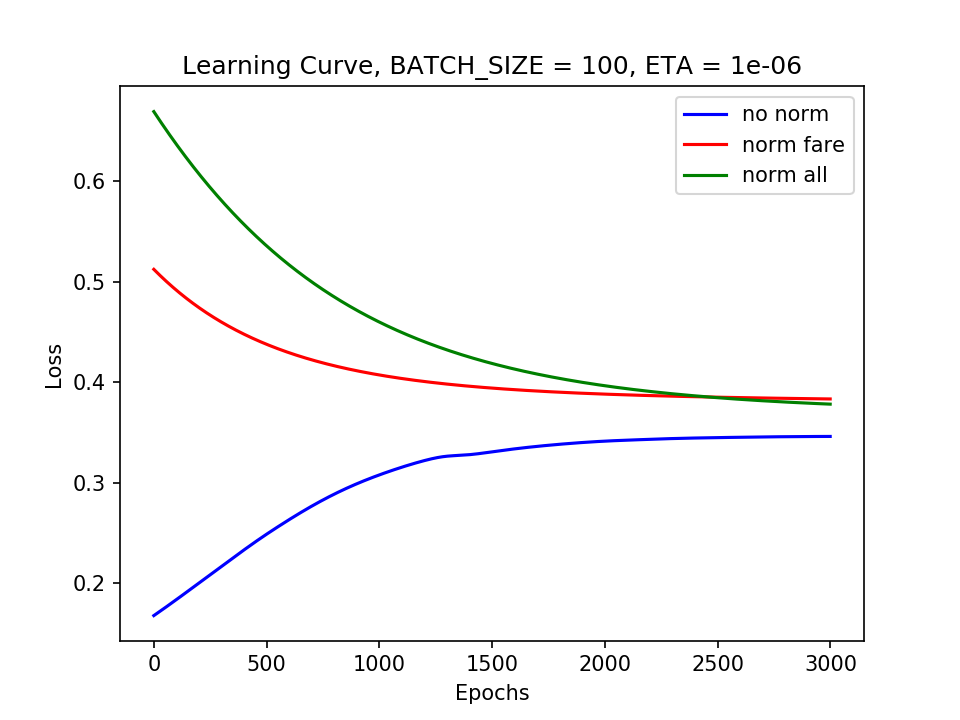 Learning Curve, BATCH_SIZE = 100, ETA = 1e-06
no norm
norm fare
norm all
Loss
0.6
0.5
0.4
0.3
0.2
0 500 1000 1500 2000 2500 3000
Epochs